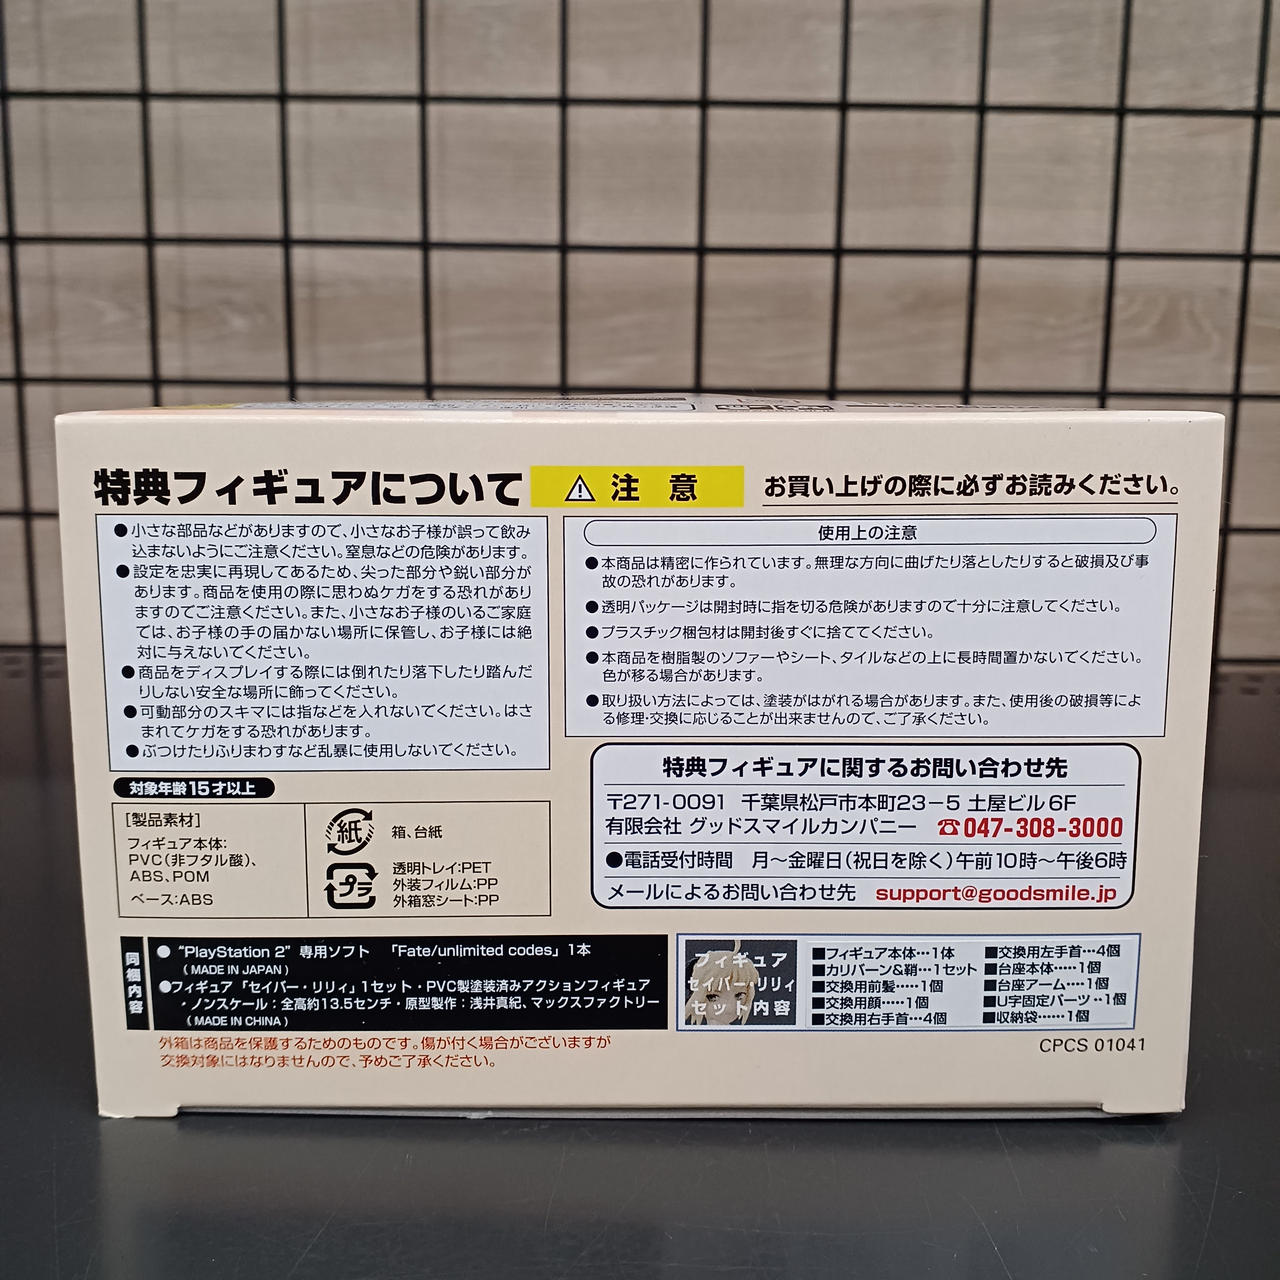 特典フィギュアについて
⚠注 意
お買い上げの際に必ずお読みください。
●小さな部品などがありますので、小さなお子様が誤って飲み
込まないようにご注意ください。窒息などの危険があります。
●設定を忠実に再現してあるため、尖った部分や鋭い部分が
あります。商品を使用の際に思わぬケガをする恐れがあり
ますのでご注意ください。また、小さなお子様のいるご家庭
では、お子様の手の届かない場所に保管し、お子様には絶
対に与えないでください。
●商品をディスプレイする際には倒れたり落下したり踏んだ
りしない安全な場所に飾ってください。
●可動部分のスキマには指などを入れないでください。はさ
まれてケガをする恐れがあります。
●ぶつけたりふりまわすなど乱暴に使用しないでください。
使用上の注意
●本商品は精密に作られています。無理な方向に曲げたり落としたりすると破損及び事
故の恐れがあります。
●透明パッケージは開封時に指を切る危険がありますので十分に注意してください。
●プラスチック梱包材は開封後すぐに捨ててください。
●本商品を樹脂製のソファーやシート、タイルなどの上に長時間置かないでください。
色が移る場合があります。
●取り扱い方法によっては、塗装がはがれる場合があります。また、使用後の破損等によ
る修理・交換に応じることが出来ませんので、ご了承ください。
対象年齢15才以上
[製品素材]
フィギュア本体:
PVC(非フタル酸)、
ABS、POM
ベース:ABS
紙
箱、台紙
プラ
透明トレイ:PET
外装フィルム:PP
外箱窓シート:PP
特典フィギュアに関するお問い合わせ先
〒271-0091 千葉県松戸市本町23-5 土屋ビル6F
有限会社 グッドスマイルカンパニー ☎047-308-3000
●電話受付時間 月〜金曜日(祝日を除く)午前10時〜午後6時
メールによるお問い合わせ先 support@goodsmile.jp
同梱内容
●“PlayStation 2”専用ソフト 「Fate/unlimited codes」1本
(MADE IN JAPAN)
●フィギュア「セイバー・リリィ」1セット・PVC製塗装済みアクションフィギュア
・ノンスケール:全高約13.5センチ・原型製作:浅井真紀、マックスファクトリー
(MADE IN CHINA)
フィギュア
セイバー・リリィ
セット内容
■フィギュア本体…1体
■カリバーン&鞘…1セット
■交換用前髪……1個
■交換用顔……1個
■交換用右手首…4個
■交換用左手首…4個
■台座本体……1個
■台座アーム……1個
■U字固定パーツ‥1個
■収納袋……1個
外箱は商品を保護するためのものです。傷が付く場合がございますが
交換対象にはなりませんので、予めご了承ください。
CPCS 01041